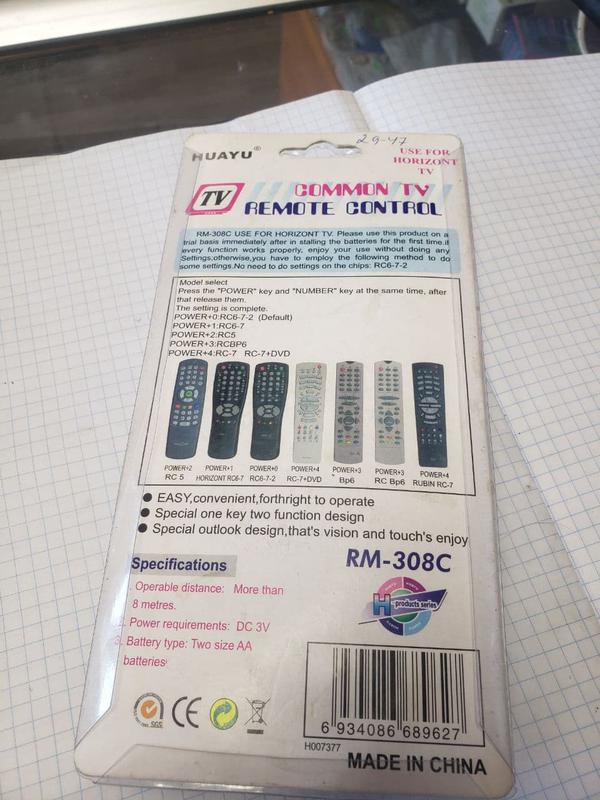 29-47
HUAYU®
USE FOR
HORIZONT
TV
TV
COMMON TV
REMOTE CONTROL
RM-308C USE FOR HORIZONT TV. Please use this product on a
trial basis immediately after in stalling the batteries for the first time.if
every function works properly, enjoy your use without doing any
Settings;otherwise,you have to employ the following method to do
some settings.No need to do settings on the chips: RC6-7-2
Model select
Press the "POWER" key and "NUMBER" key at the same time, after
that release them.
The setting is complete.
POWER+0:RC6-7-2 (Default)
POWER+1:RC6-7
POWER+2:RC5
POWER+3:RCBP6
POWER+4:RC-7 RC-7+DVD
POWER+2 POWER+1 POWER+0 POWER+4 POWER+3 POWER+3 POWER+4
RC 5 HORIZONT RC6-7 RC6-7-2 RC-7+DVD Bp6 RC Bp6 RUBIN RC-7
● EASY,convenient,forthright to operate
● Special one key two function design
● Special outlook design,that's vision and touch's enjoy
Specifications
RM-308C
. Operable distance: More than
8 metres.
. Power requirements: DC 3V
3. Battery type: Two size AA
batteries
H products series
SGS
CE
6 934086 689627
H007377
MADE IN CHINA